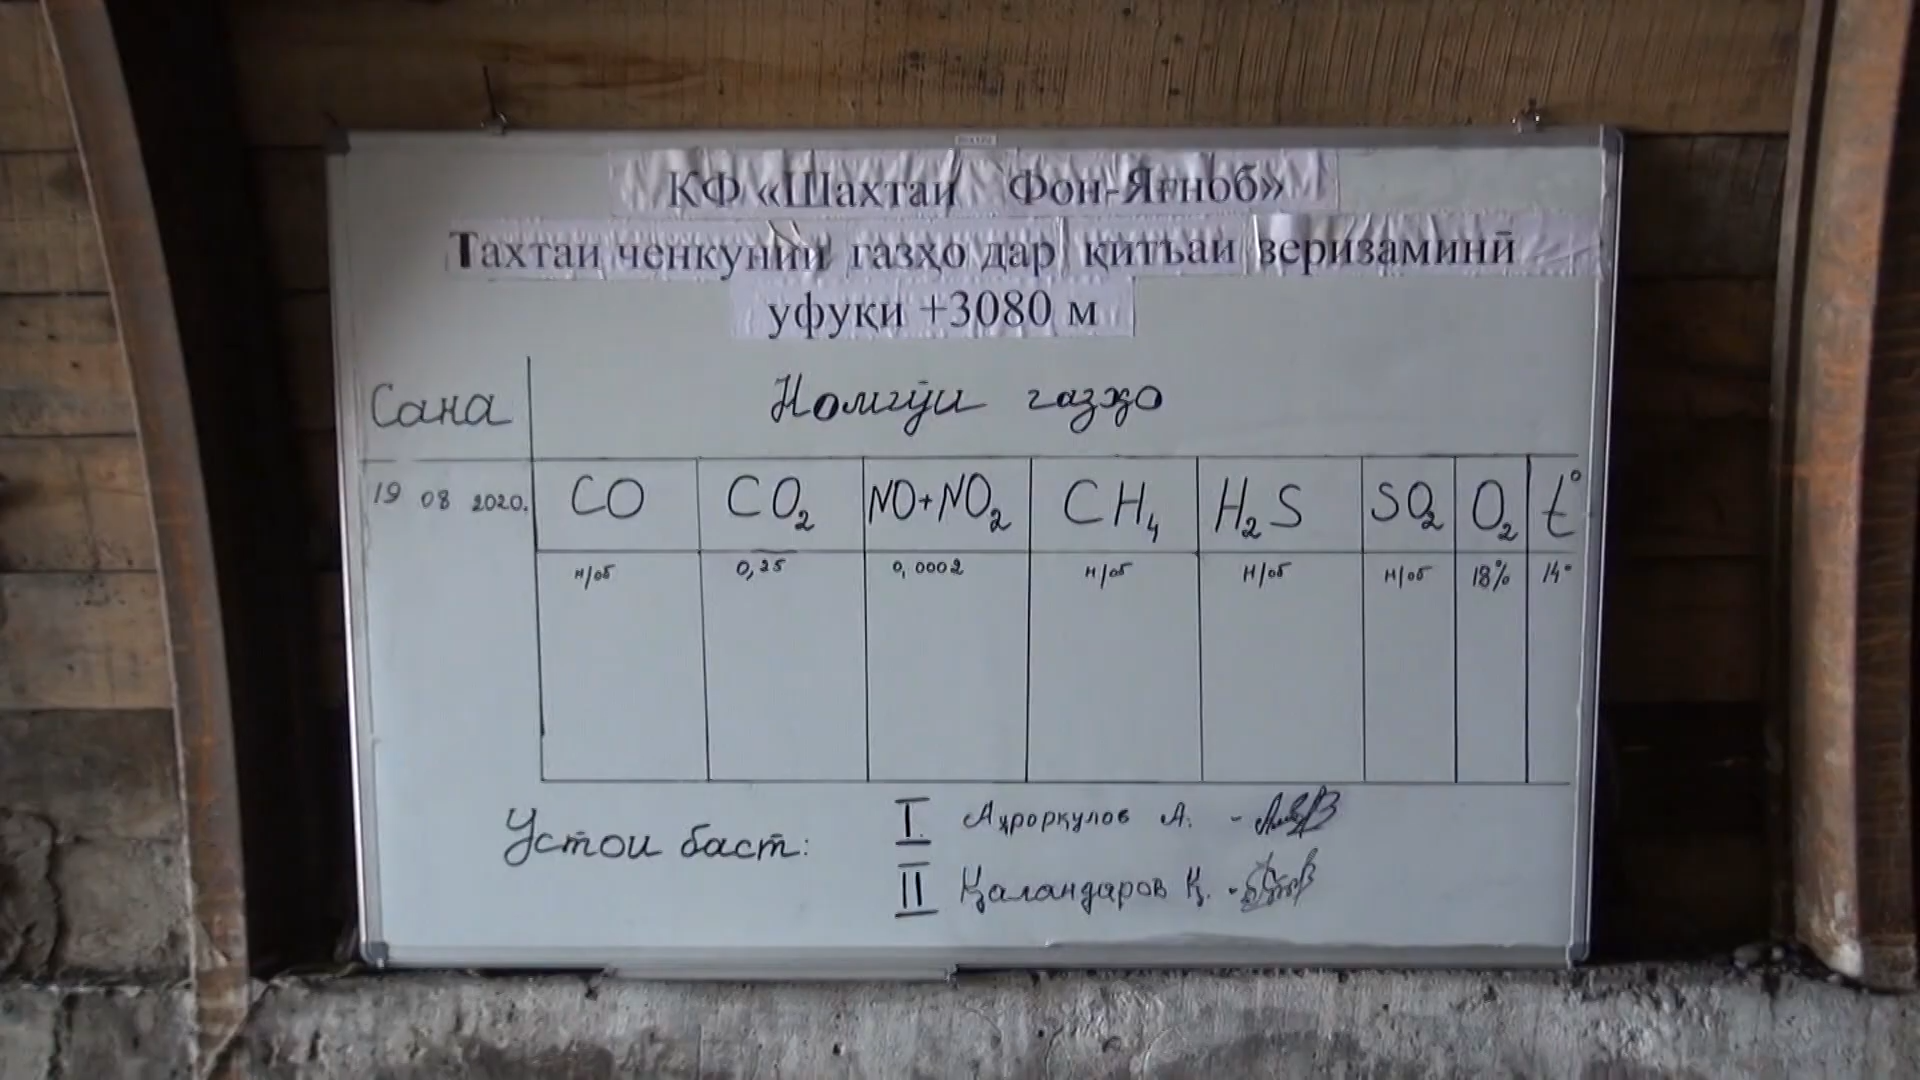 КФ «Шахтаи Фон-Яғноб»
Тахтаи ченкунии газҳо дар қитъаи зеризаминӣ
уфуқи +3080 м
Сана Номгӯи газҳо
19 08 2020. CO CO₂ NO+NO₂ CH₄ H₂S SO₂ O₂ t°
н/об 0,25 0,0002 н/об н/об н/об 18% 14°
Устои баст: I. Аҳрорқулов А. -
II Қаландаров Қ. -